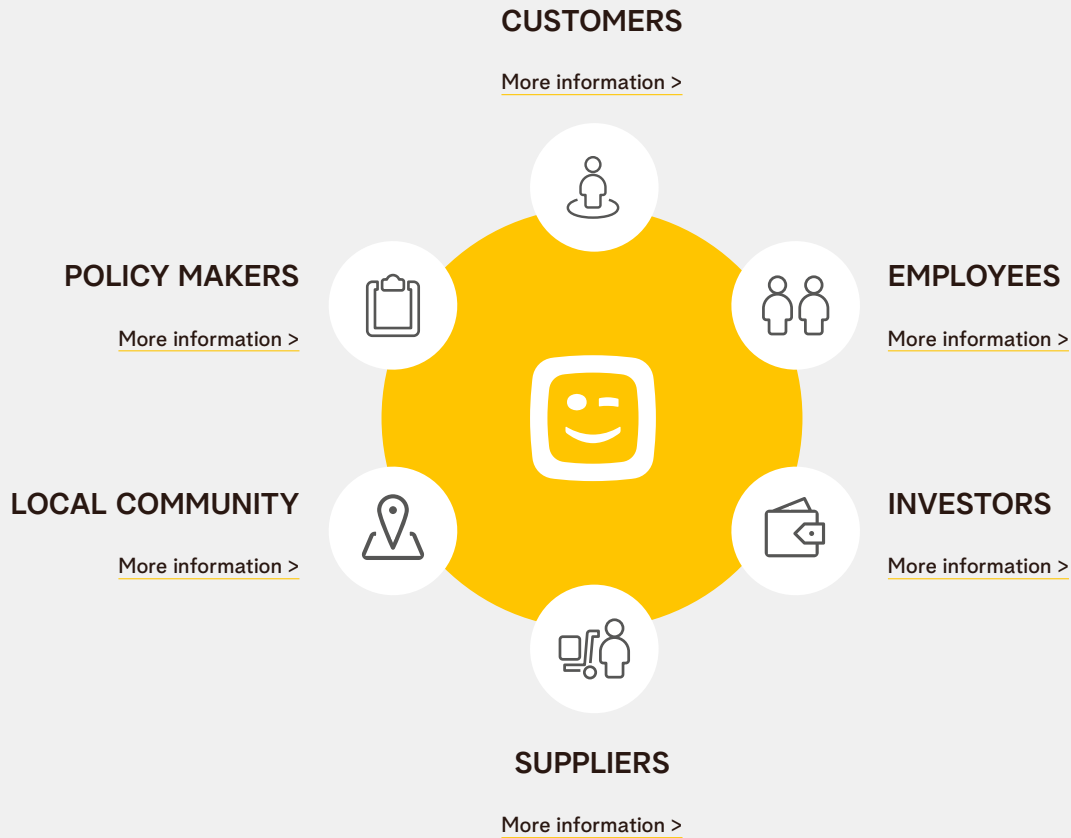 CUSTOMERS
More information >
POLICY MAKERS
More information >
EMPLOYEES
More information >
LOCAL COMMUNITY
More information >
INVESTORS
More information >
SUPPLIERS
More information >